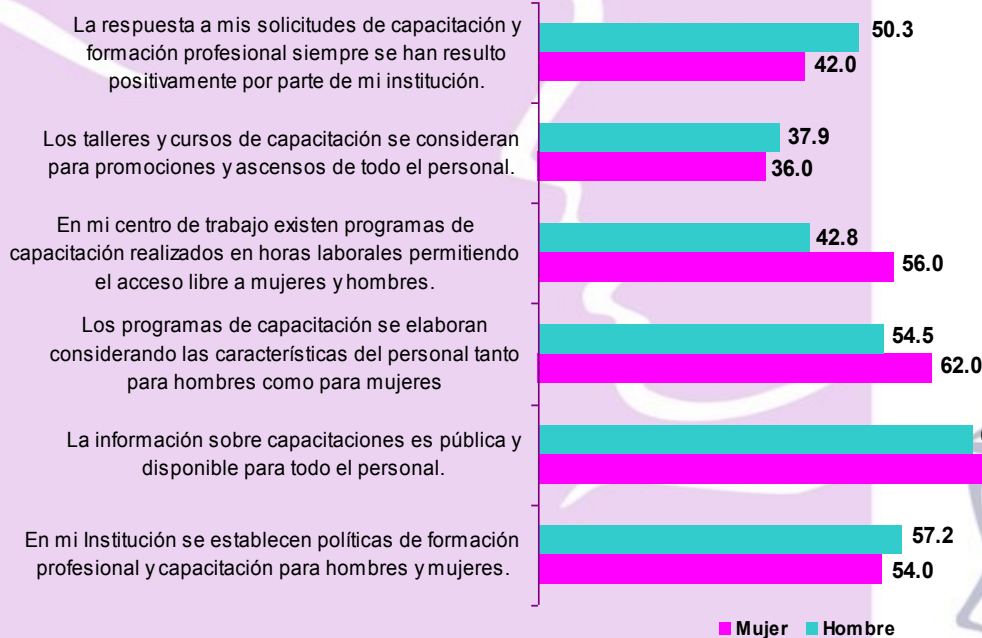 La respuesta a mis solicitudes de capacitación y
formación profesional siempre se han resulto
positivamente por parte de mi institución.
50.3
42.0
Los talleres y cursos de capacitación se consideran
para promociones y ascensos de todo el personal.
37.9
36.0
En mi centro de trabajo existen programas de
capacitación realizados en horas laborales permitiendo
el acceso libre a mujeres y hombres.
42.8
56.0
Los programas de capacitación se elaboran
considerando las características del personal tanto
para hombres como para mujeres
54.5
62.0
La información sobre capacitaciones es pública y
disponible para todo el personal.
En mi Institución se establecen políticas de formación
profesional y capacitación para hombres y mujeres.
57.2
54.0
Mujer Hombre